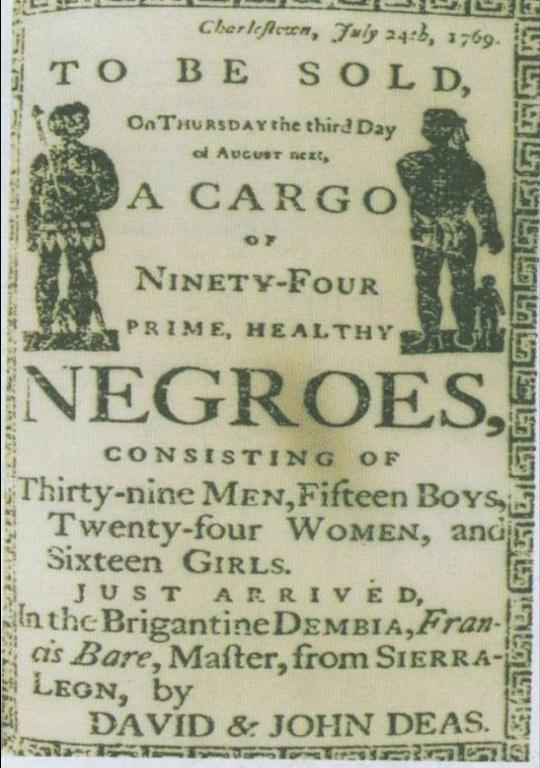 Charlestown, July 24th, 1769.
TO BE SOLD,
On THURSDAY the third Day
of AUGUST next,
A CARGO
OF
NINETY-FOUR
PRIME, HEALTHY
NEGROES,
CONSISTING OF
Thirty-nine MEN, Fifteen BOYS,
Twenty-four WOMEN, and
Sixteen GIRLS.
JUST ARRIVED,
In the Brigantine DEMBIA, Fran-
cis Bare, Maſter, from SIERRA-
LEON, by
DAVID & JOHN DEAS.